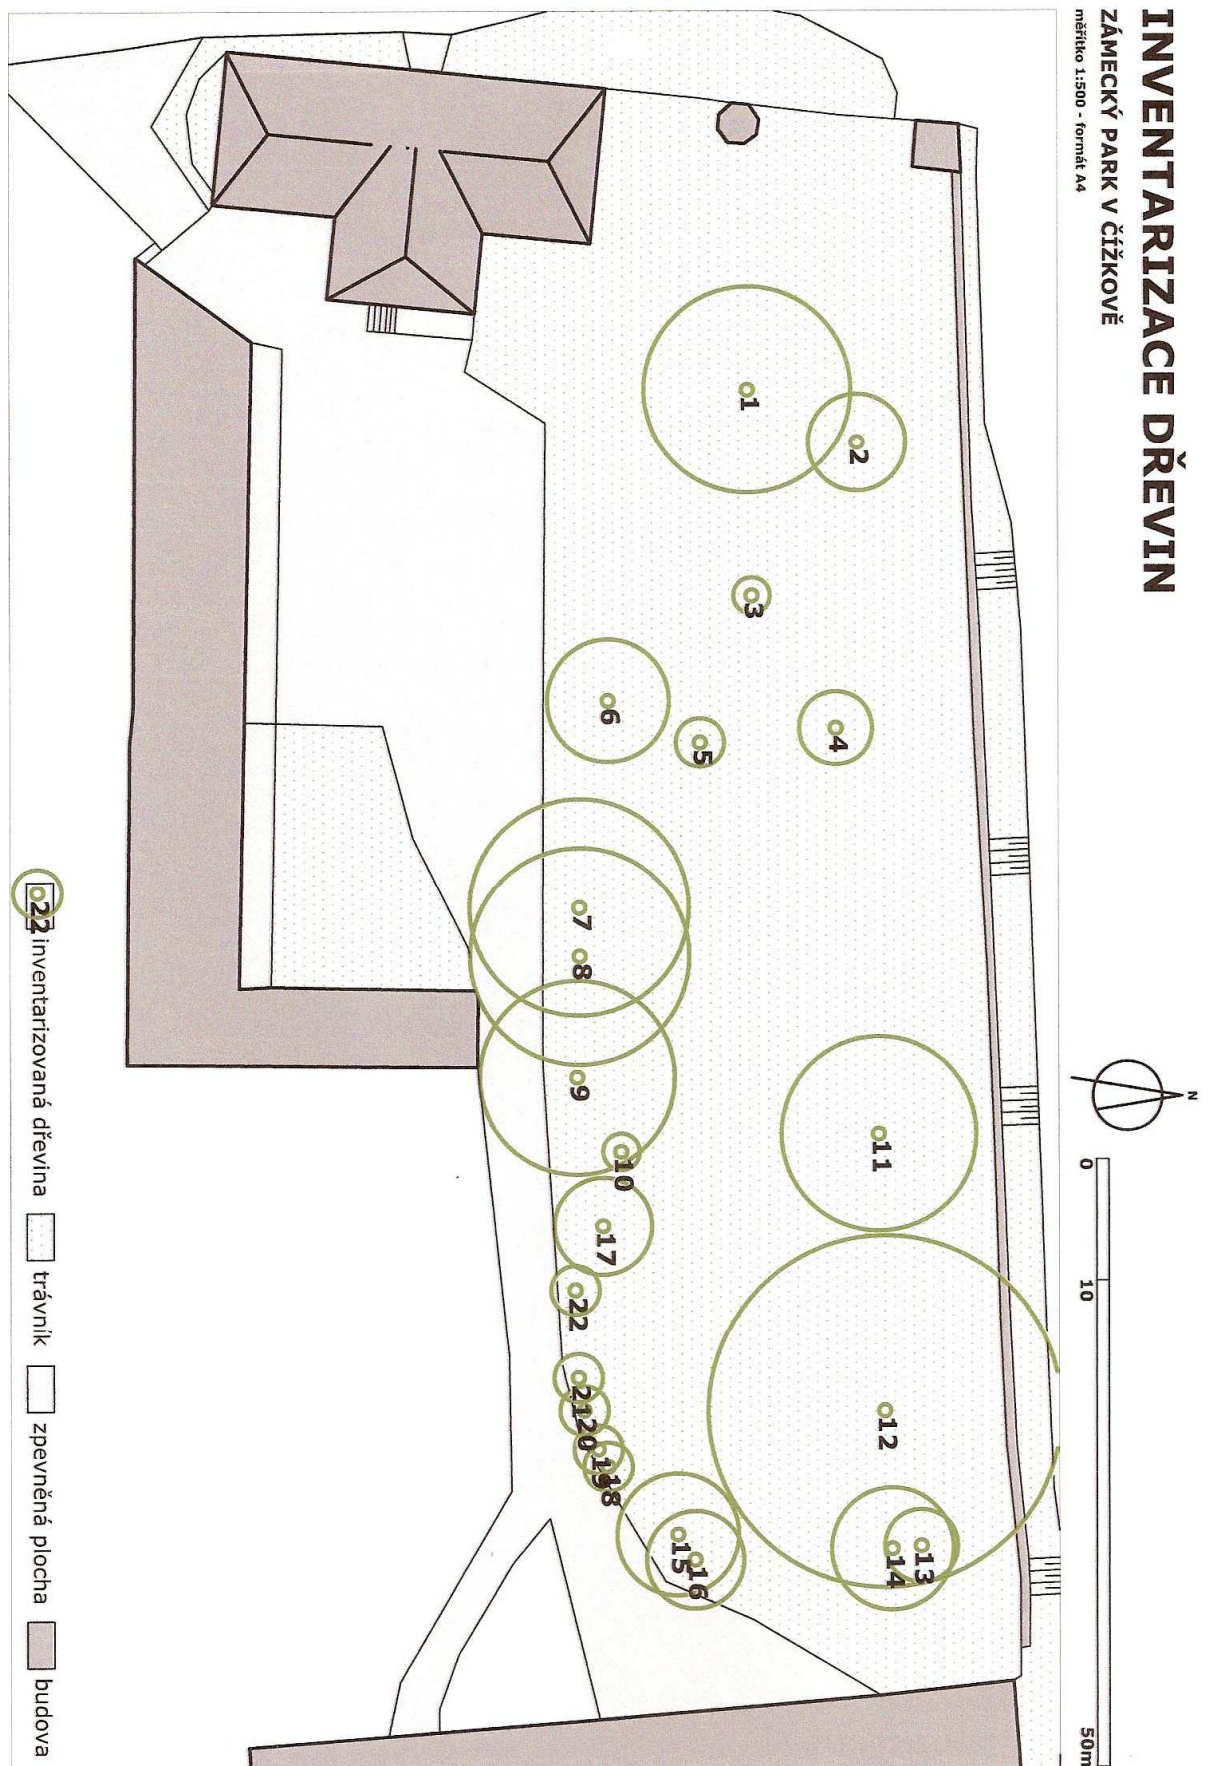 INVENTARIZACE DŘEVIN
ZÁMECKÝ PARK V ČÍŽKOVĚ
měřítko 1:500 - formát A4
N
0
10
50m
1
2
3
4
5
6
7
8
9
10
11
12
13
14
15
16
17
18
19
20
21
22
22 inventarizovaná dřevina
trávník
zpevněná plocha
budova